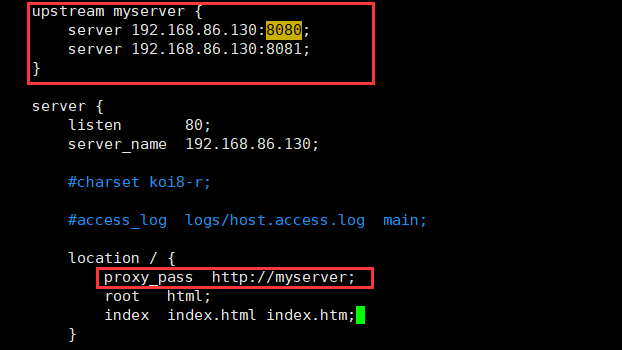 upstream myserver {
server 192.168.86.130:8080;
server 192.168.86.130:8081;
}
server {
listen 80;
server_name 192.168.86.130;
#charset koi8-r;
#access_log logs/host.access.log main;
location / {
proxy_pass http://myserver;
root html;
index index.html index.htm;
}